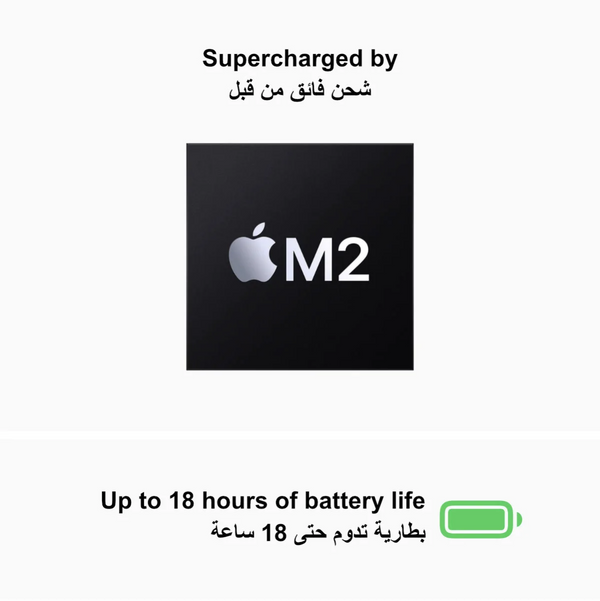 Supercharged by
شحن فائق من قبل
M2
Up to 18 hours of battery life
بطارية تدوم حتى 18 ساعة